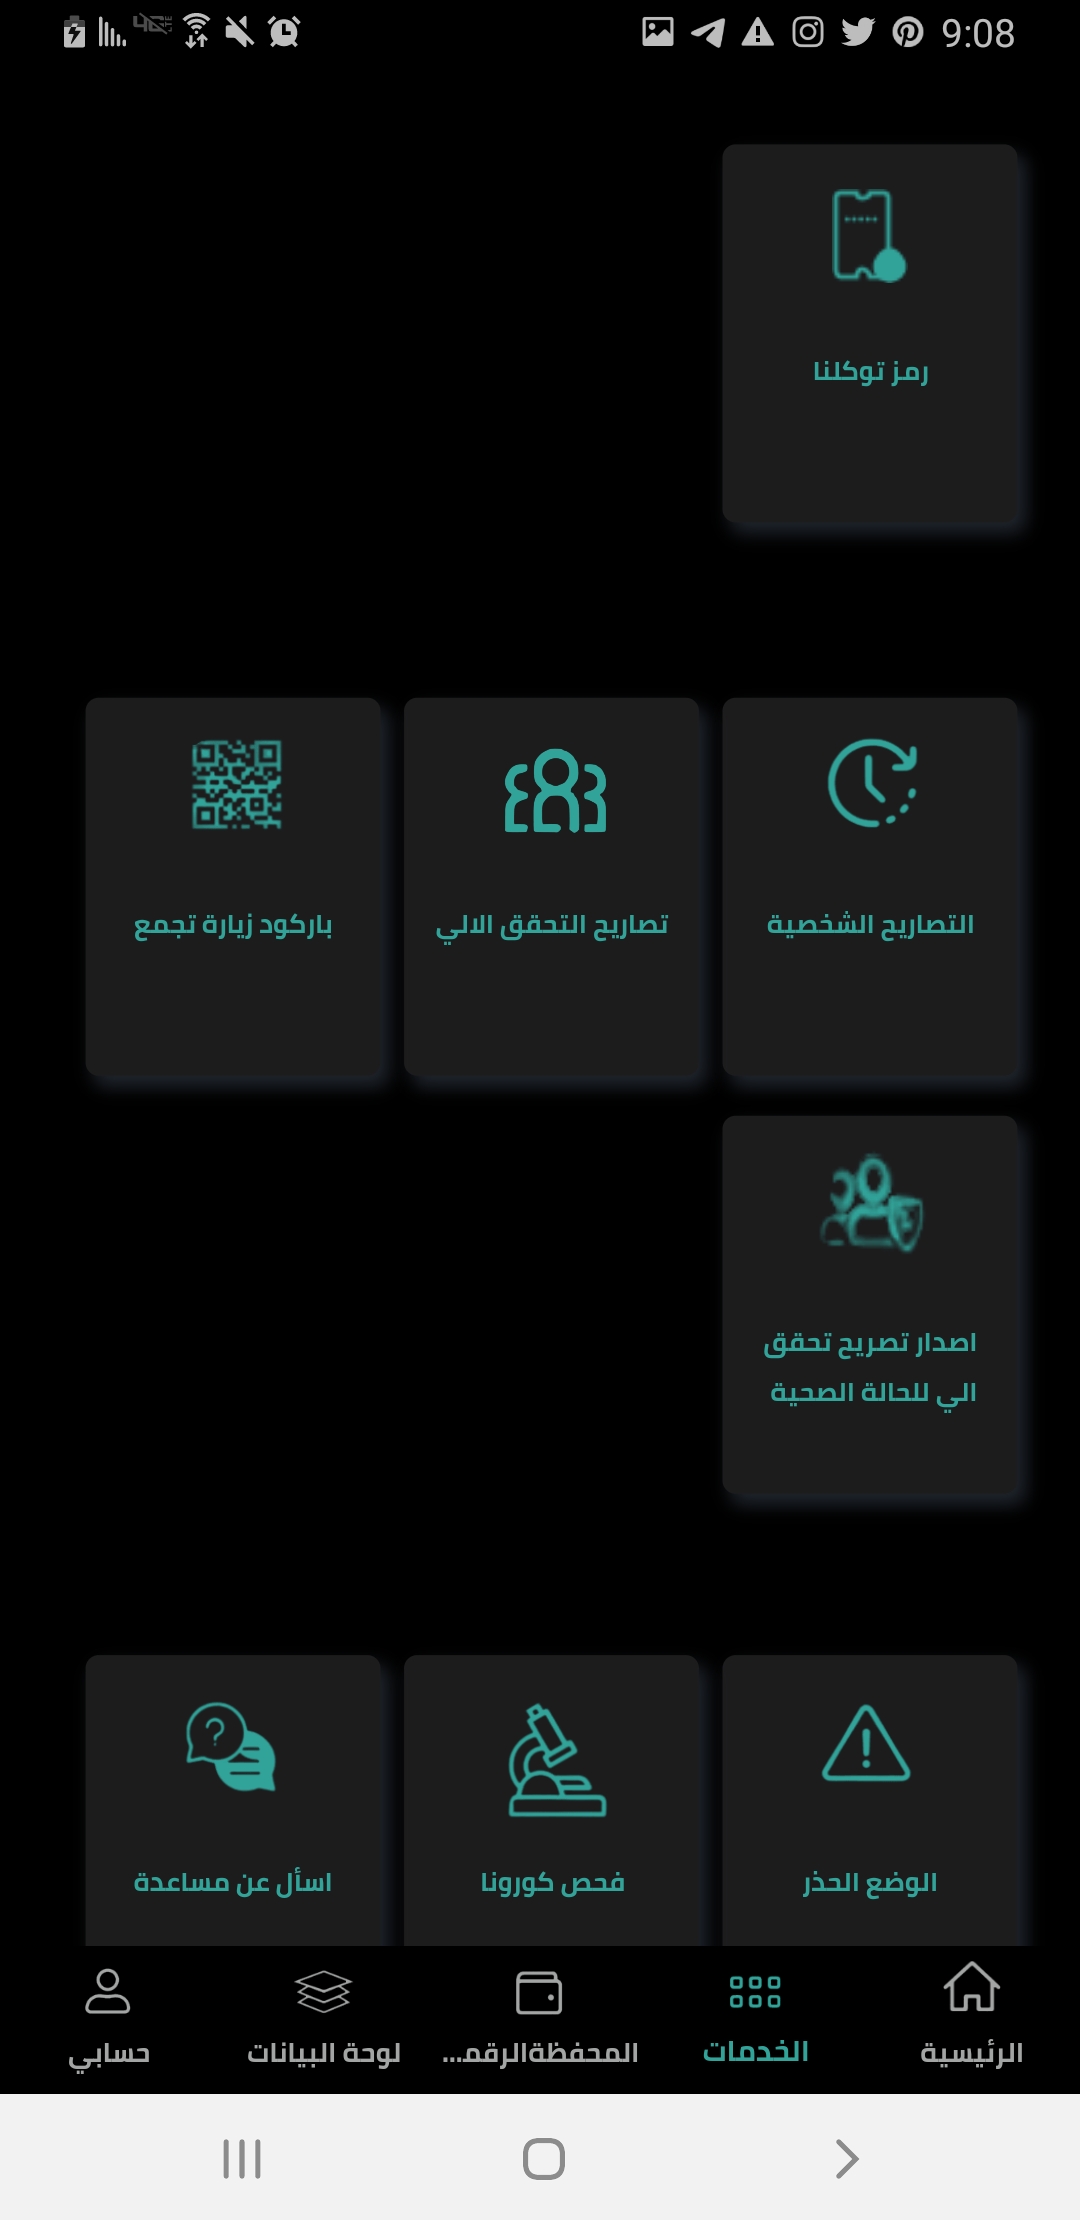 9:08
رمز توكلنا
التصاريح الشخصية
تصاريح التحقق الالي
باركود زيارة تجمع
اصدار تصريح تحقق
الي للحالة الصحية
الوضع الحذر
فحص كورونا
اسأل عن مساعدة
الرئيسية
الخدمات
المحفظةالرقمـ...
لوحة البيانات
حسابي